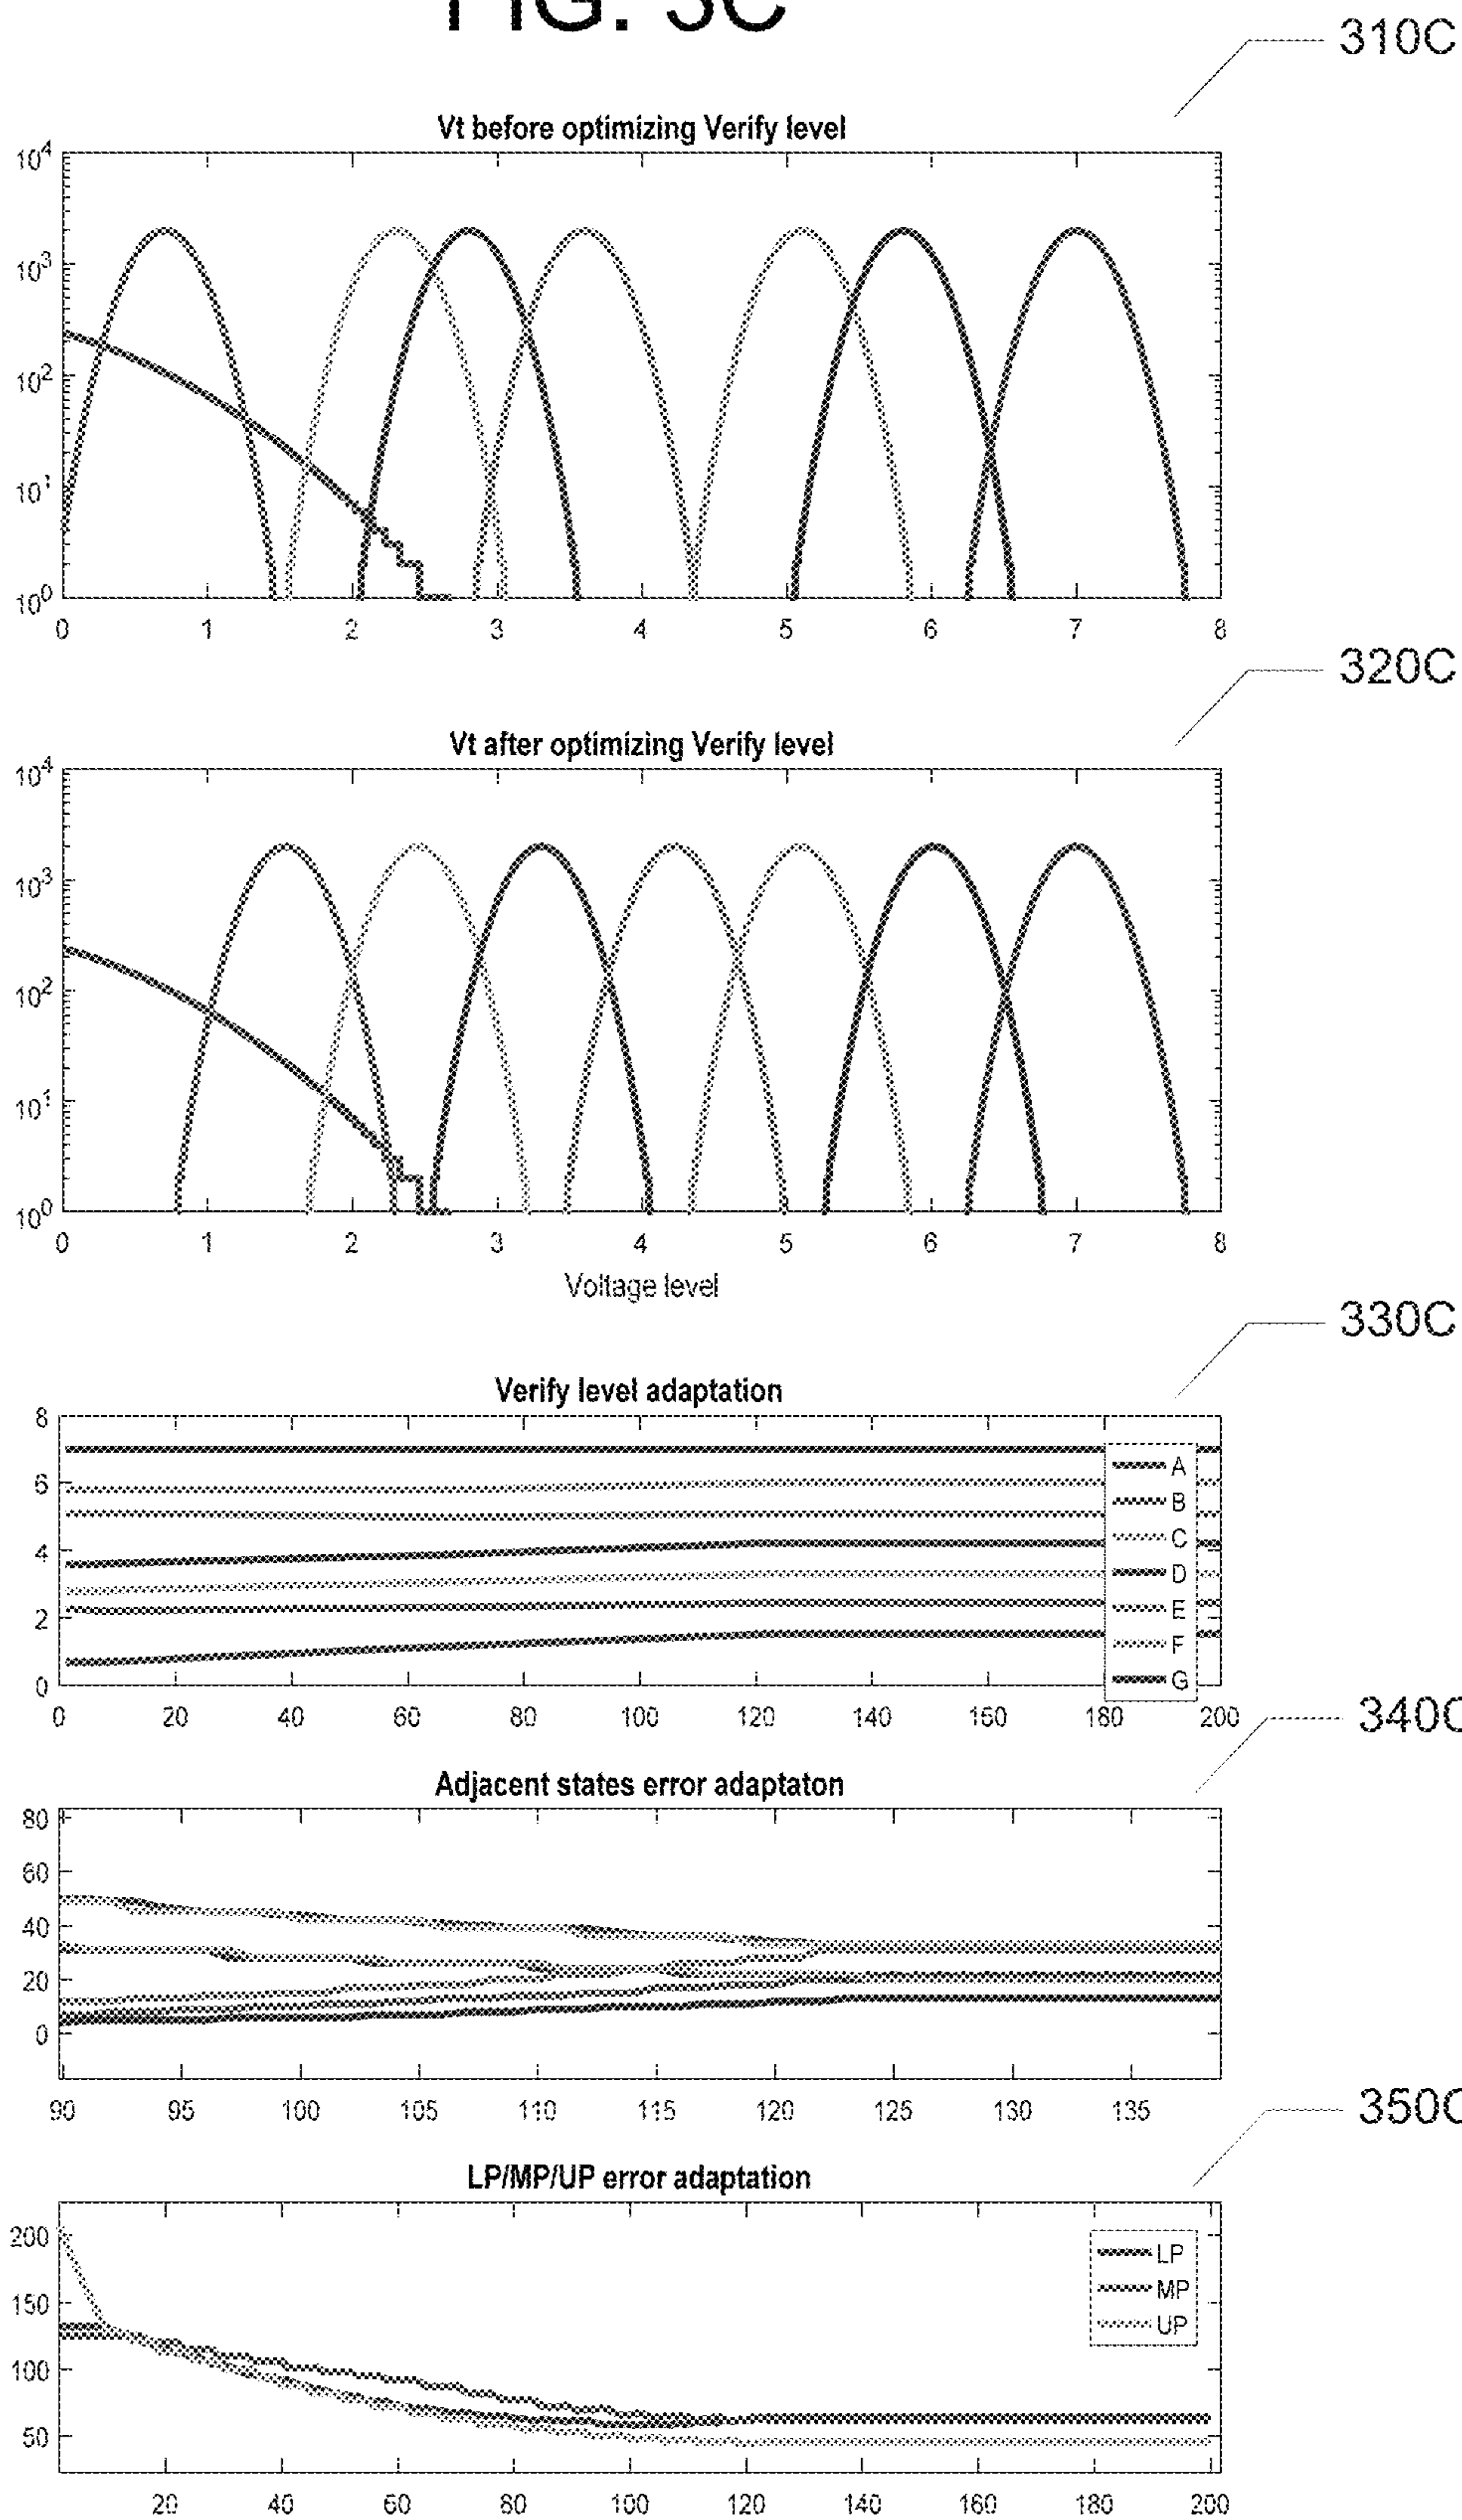 FIG. 3C
310C
Vt before optimizing Verify level
10^4
10^3
10^2
10^1
10^0
0 1 2 3 4 5 6 7 8
320C
Vt after optimizing Verify level
10^4
10^3
10^2
10^1
10^0
0 1 2 3 4 5 6 7 8
Voltage level
330C
Verify level adaptation
8
6
4
2
0
A
B
C
D
E
F
G
0 20 40 60 80 100 120 140 160 180 200
340C
Adjacent states error adaptaton
80
60
40
20
0
90 95 100 105 110 115 120 125 130 135
350C
LP/MP/UP error adaptation
200
150
100
50
LP
MP
UP
20 40 60 80 100 120 140 160 180 200